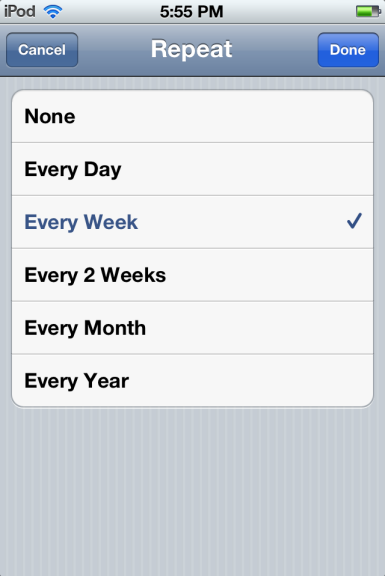 iPod 5:55 PM
Cancel Repeat Done
None
Every Day
Every Week
Every 2 Weeks
Every Month
Every Year